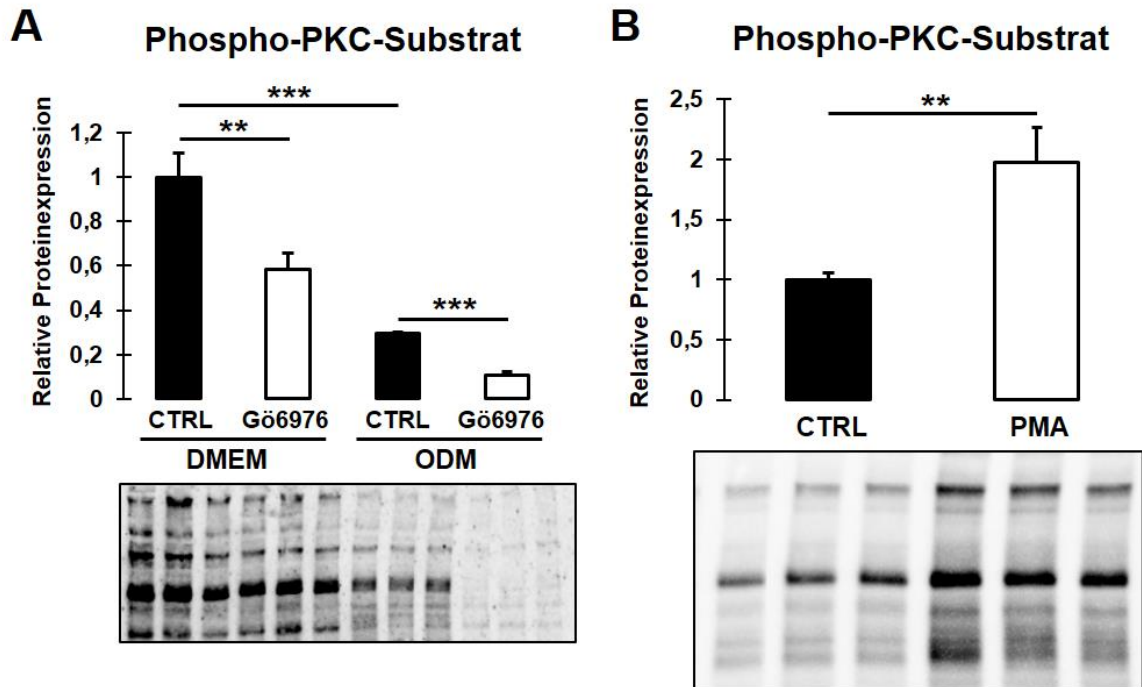 A
Phospho-PKC-Substrat
Relative Proteinexpression
1,2
1
0,8
0,6
0,4
0,2
0
***
**
***
CTRL Gö6976 CTRL Gö6976
DMEM ODM
B
Phospho-PKC-Substrat
Relative Proteinexpression
2,5
2
1,5
1
0,5
0
**
CTRL PMA